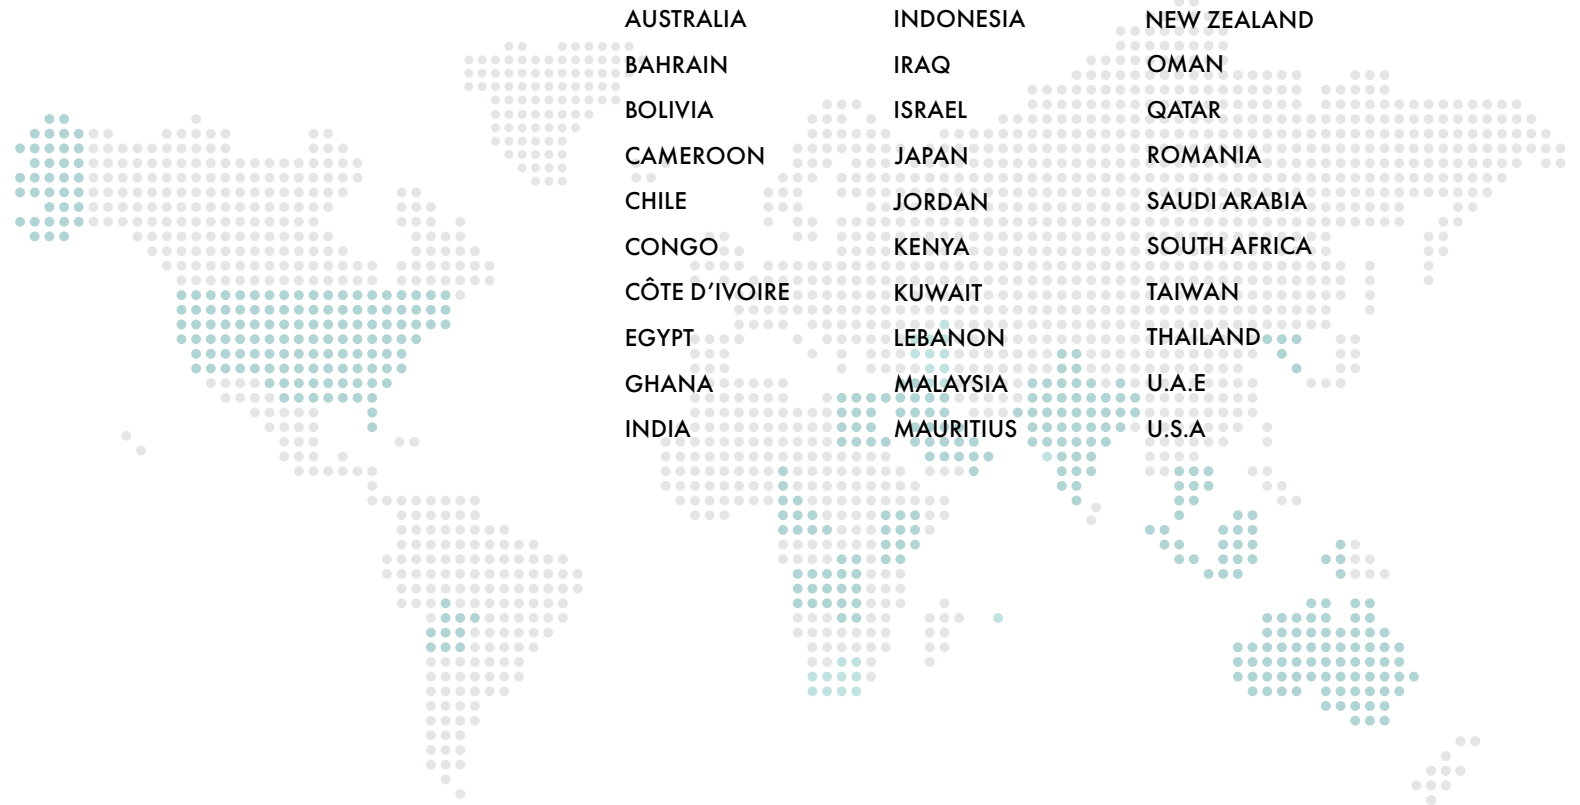 AUSTRALIA
BAHRAIN
BOLIVIA
CAMEROON
CHILE
CONGO
CÔTE D’IVOIRE
EGYPT
GHANA
INDIA
INDONESIA
IRAQ
ISRAEL
JAPAN
JORDAN
KENYA
KUWAIT
LEBANON
MALAYSIA
MAURITIUS
NEW ZEALAND
OMAN
QATAR
ROMANIA
SAUDI ARABIA
SOUTH AFRICA
TAIWAN
THAILAND
U.A.E
U.S.A